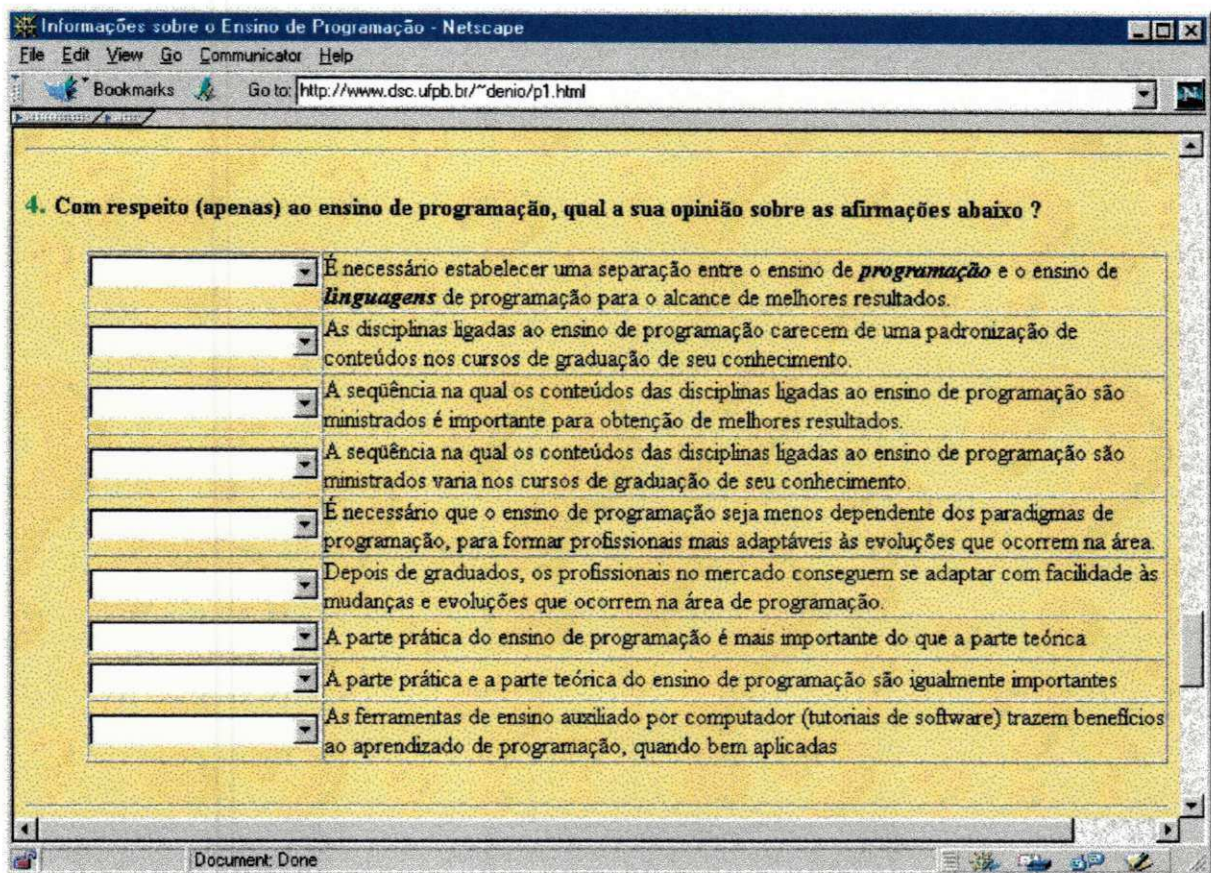 Informações sobre o Ensino de Programação - Netscape
File Edit View Go Communicator Help
Bookmarks Go to: http://www.dsc.ufpb.br/~denio/p1.html
4. Com respeito (apenas) ao ensino de programação, qual a sua opinião sobre as afirmações abaixo ?
É necessário estabelecer uma separação entre o ensino de programação e o ensino de
linguagens de programação para o alcance de melhores resultados.
As disciplinas ligadas ao ensino de programação carecem de uma padronização de
conteúdos nos cursos de graduação de seu conhecimento.
A seqüência na qual os conteúdos das disciplinas ligadas ao ensino de programação são
ministrados é importante para obtenção de melhores resultados.
A seqüência na qual os conteúdos das disciplinas ligadas ao ensino de programação são
ministrados varia nos cursos de graduação de seu conhecimento.
É necessário que o ensino de programação seja menos dependente dos paradigmas de
programação, para formar profissionais mais adaptáveis às evoluções que ocorrem na área.
Depois de graduados, os profissionais no mercado conseguem se adaptar com facilidade às
mudanças e evoluções que ocorrem na área de programação.
A parte prática do ensino de programação é mais importante do que a parte teórica
A parte prática e a parte teórica do ensino de programação são igualmente importantes
As ferramentas de ensino auxiliado por computador (tutoriais de software) trazem benefícios
ao aprendizado de programação, quando bem aplicadas
Document: Done